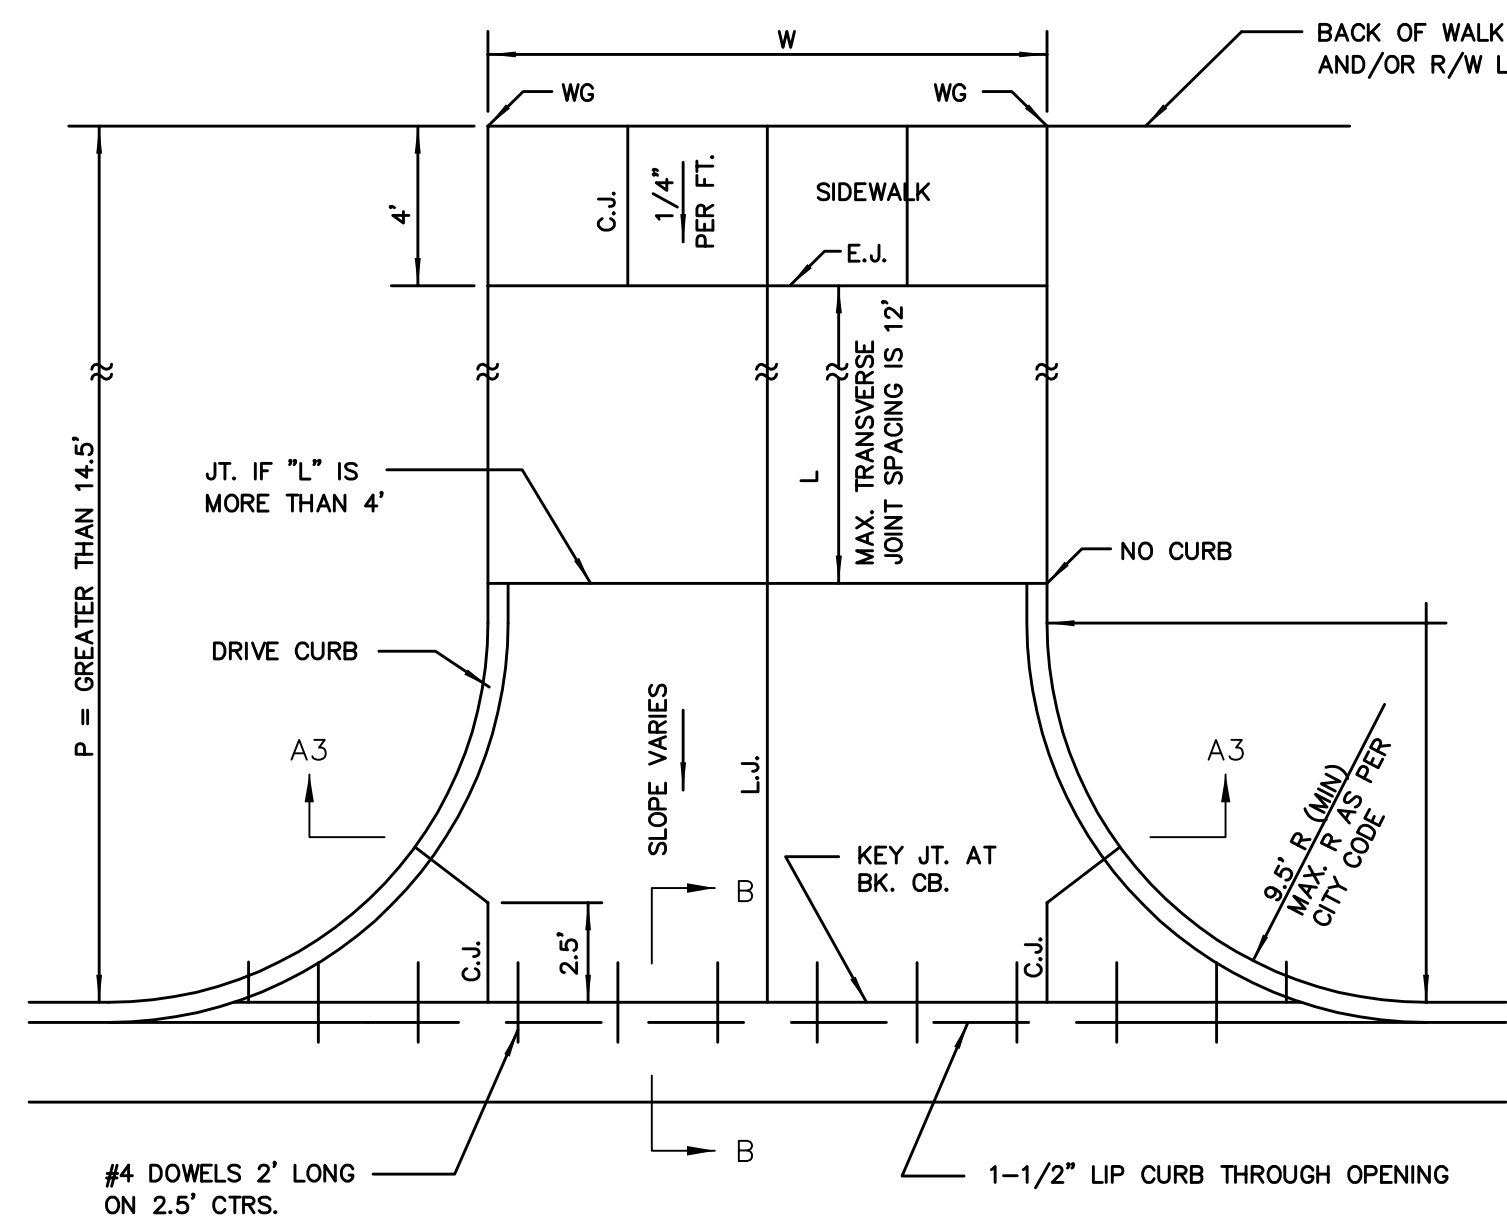 W
BACK OF WALK
AND/OR R/W L
WG
WG
4'
C.J.
1/4"
PER FT.
SIDEWALK
E.J.
P = GREATER THAN 14.5'
L
MAX. TRANSVERSE
JOINT SPACING IS 12'
JT. IF "L" IS
MORE THAN 4'
NO CURB
DRIVE CURB
A3
SLOPE VARIES
L.J.
A3
9.5' R (MIN)
MAX. R AS PER
CITY CODE
KEY JT. AT
BK. CB.
B
C.J.
2.5'
C.J.
B
#4 DOWELS 2' LONG
ON 2.5' CTRS.
1-1/2" LIP CURB THROUGH OPENING